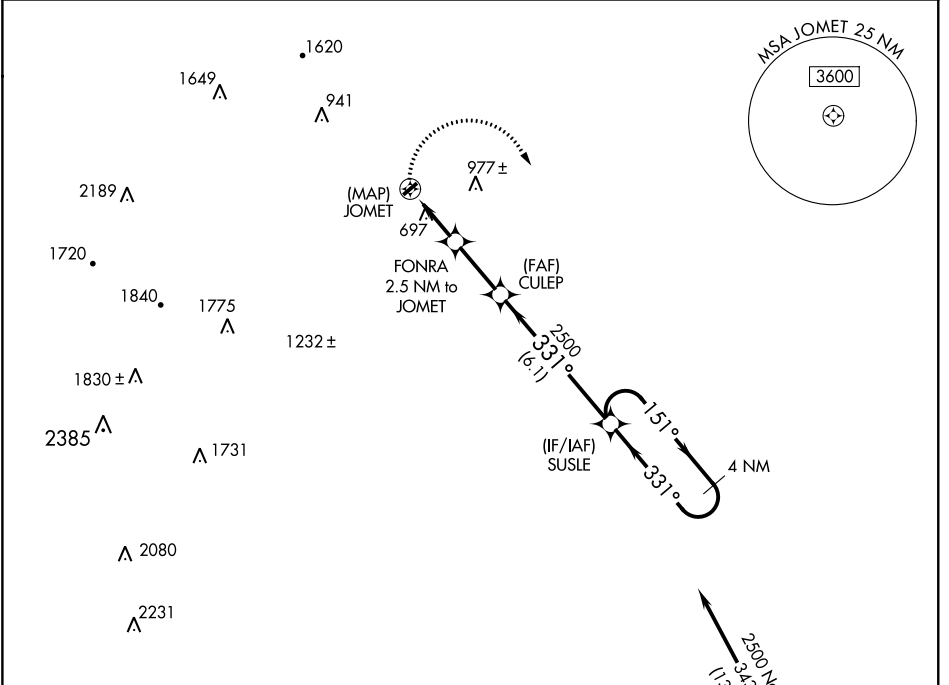 1620
1649
941
MSA JOMET 25 NM
3600
2189
977 ±
(MAP)
JOMET
697
1720
FONRA
2.5 NM to
JOMET
(FAF)
CULEP
1840
1775
1232 ±
2500
331°
(6.1)
1830 ±
2385
1731
(IF/IAF)
SUSLE
151°
331°
4 NM
2080
2231
2500